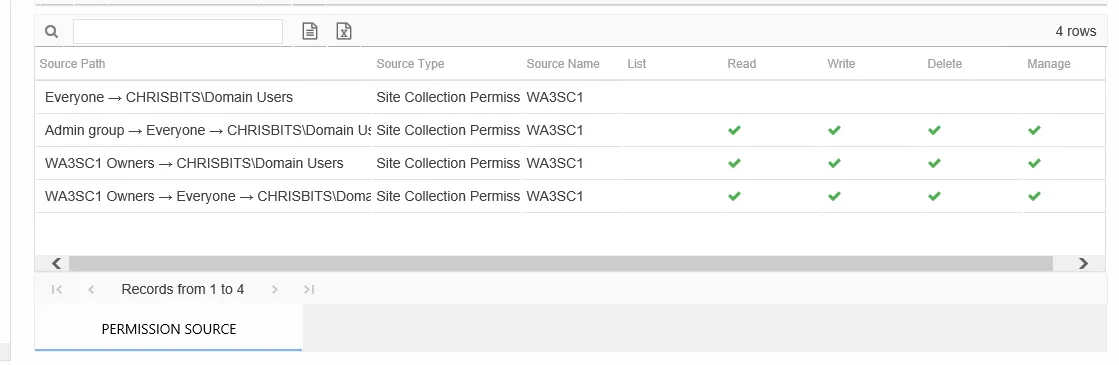 4 rows
Source Path Source Type Source Name List Read Write Delete Manage
Everyone → CHRISBITS\Domain Users Site Collection Permiss WA3SC1
Admin group → Everyone → CHRISBITS\Domain Us Site Collection Permiss WA3SC1
WA3SC1 Owners → CHRISBITS\Domain Users Site Collection Permiss WA3SC1
WA3SC1 Owners → Everyone → CHRISBITS\Doma Site Collection Permiss WA3SC1
Records from 1 to 4
PERMISSION SOURCE